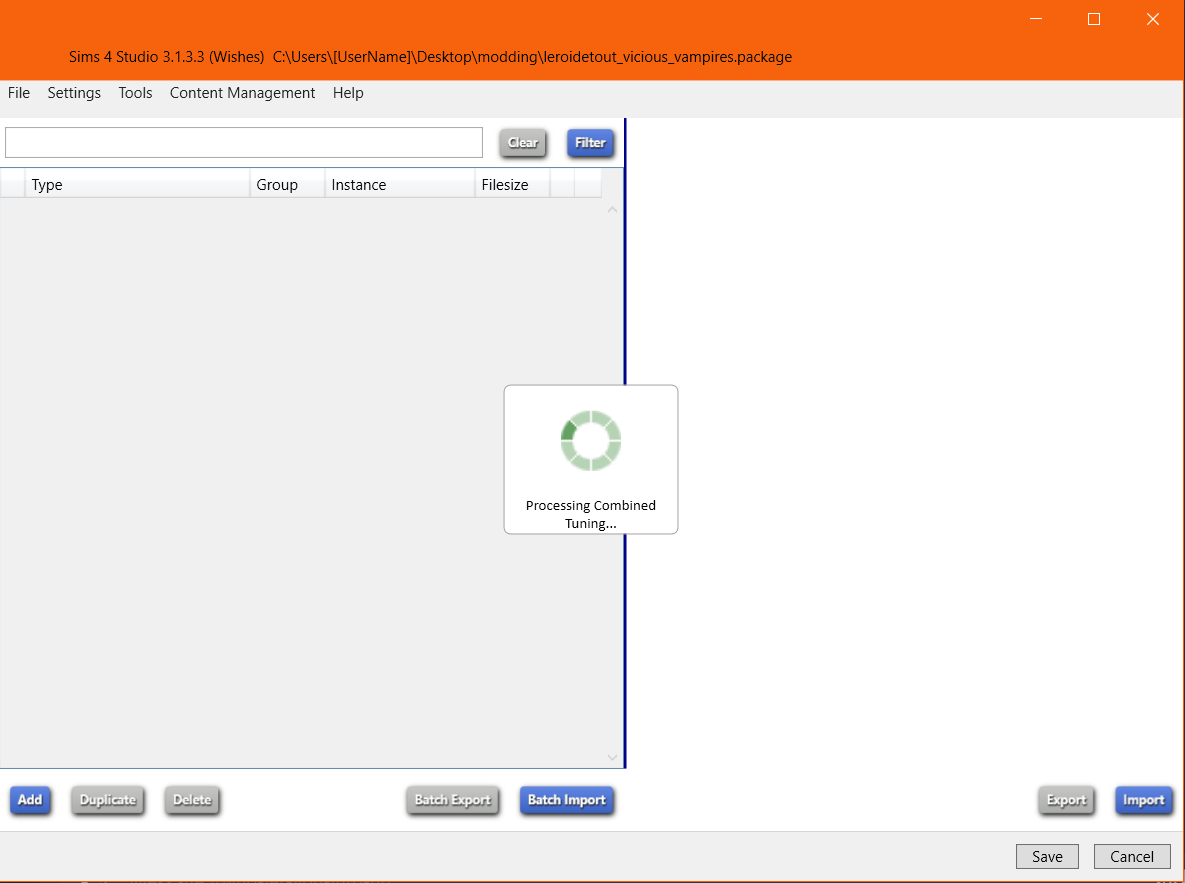 Sims 4 Studio 3.1.3.3 (Wishes)  C:\Users\[UserName]\Desktop\modding\leroidetout_vicious_vampires.package
File Settings Tools Content Management Help
Clear Filter
Type Group Instance Filesize
Processing Combined
Tuning...
Add Duplicate Delete Batch Export Batch Import Export Import
Save Cancel